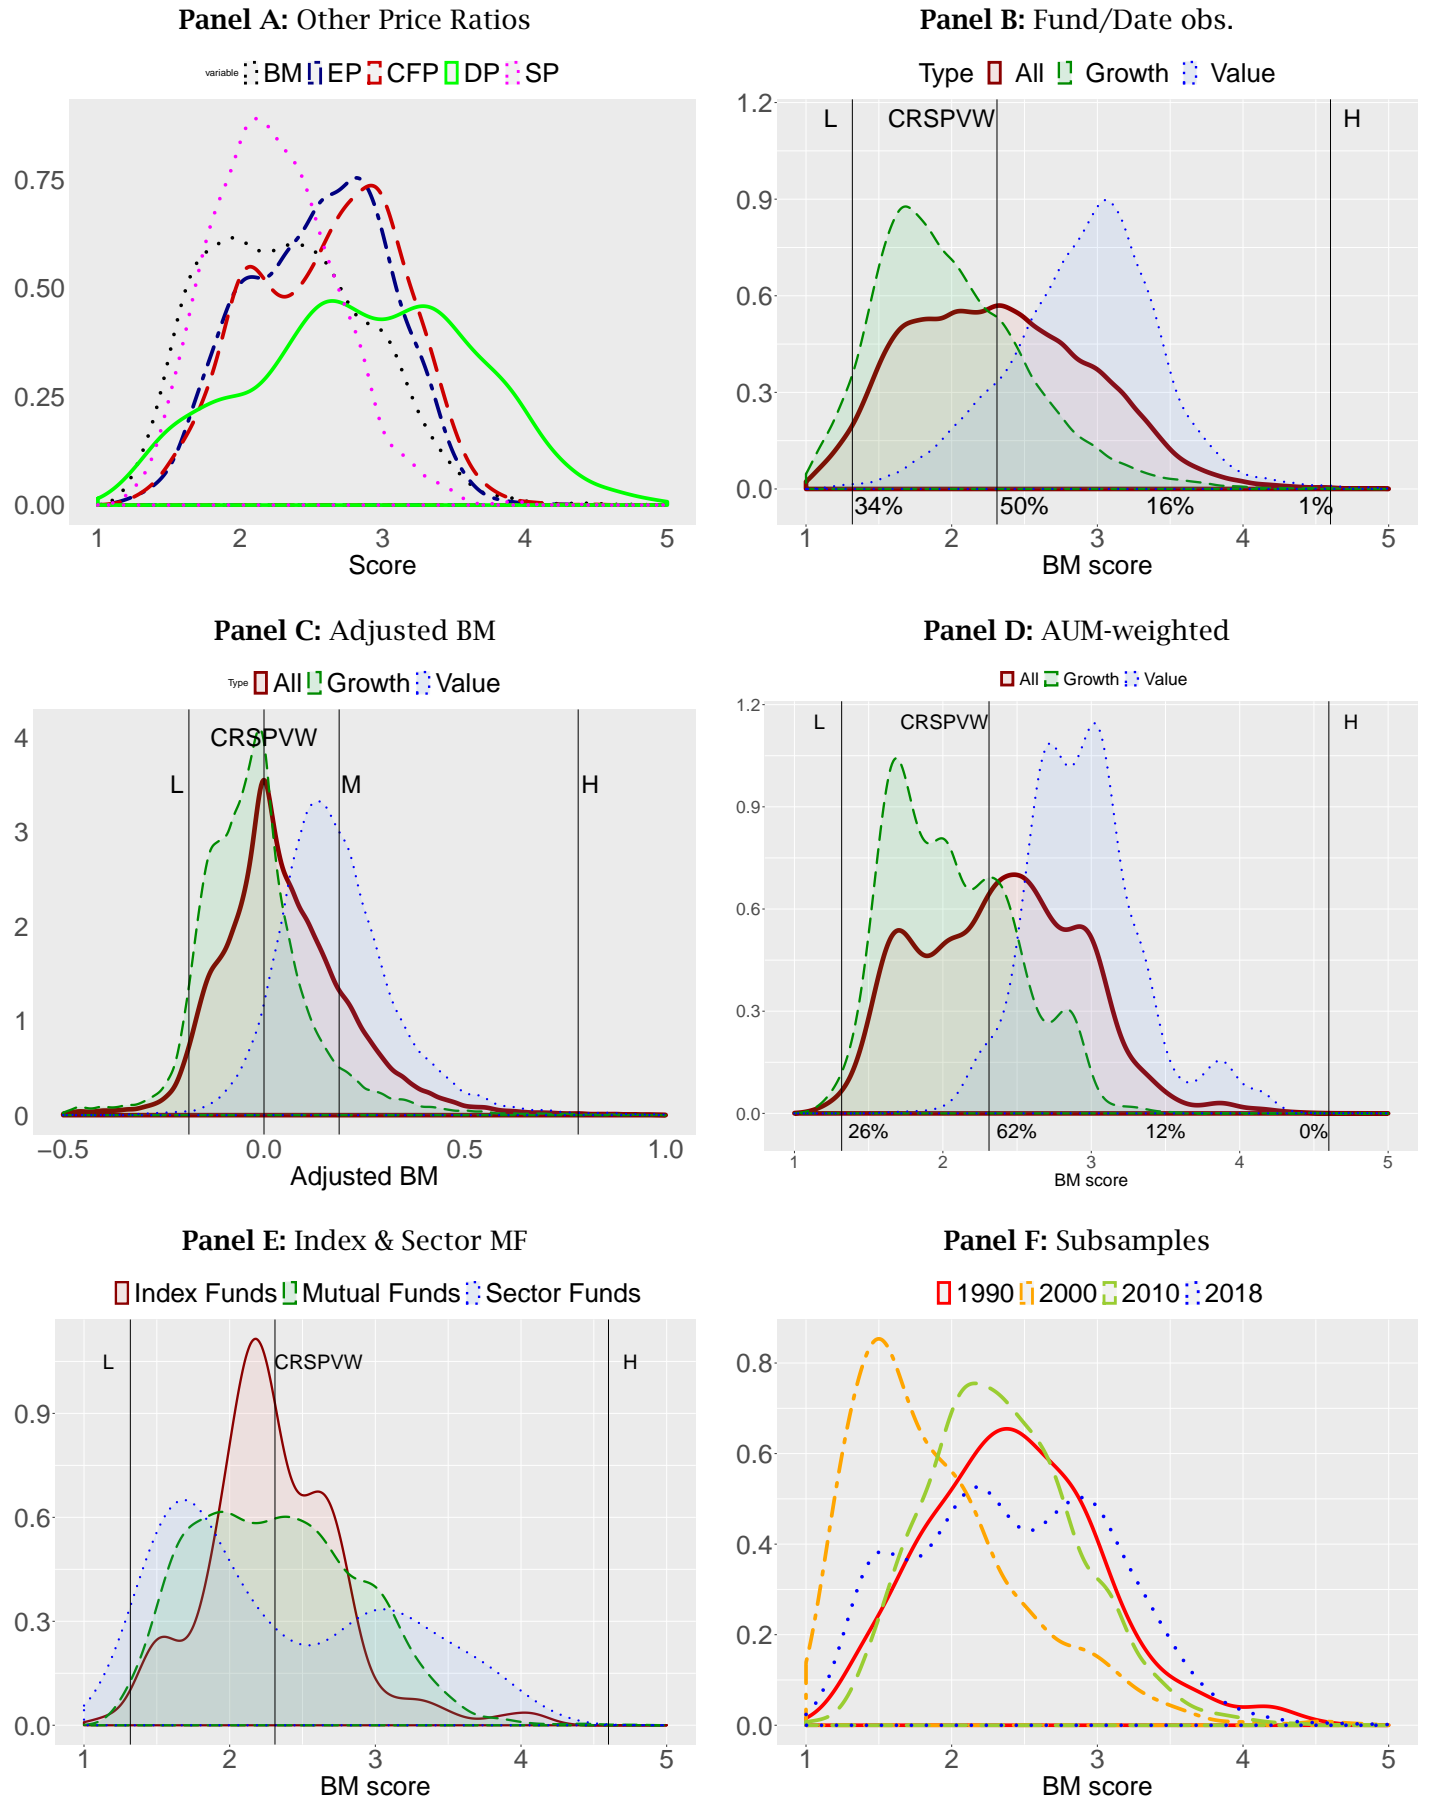 Panel A: Other Price Ratios
variable BM EP CFP DP SP
0.75
0.50
0.25
0.00
1 2 3 4 5
Score
Panel B: Fund/Date obs.
Type All Growth Value
1.2
L CRSPVW H
0.9
0.6
0.3
0.0
34% 50% 16% 1%
1 2 3 4 5
BM score
Panel C: Adjusted BM
Type All Growth Value
4
CRSPVW
L M H
3
2
1
0
−0.5 0.0 0.5 1.0
Adjusted BM
Panel D: AUM-weighted
All Growth Value
1.2
L CRSPVW H
0.9
0.6
0.3
0.0
26% 62% 12% 0%
1 2 3 4 5
BM score
Panel E: Index & Sector MF
Index Funds Mutual Funds Sector Funds
L CRSPVW H
0.9
0.6
0.3
0.0
1 2 3 4 5
BM score
Panel F: Subsamples
1990 2000 2010 2018
0.8
0.6
0.4
0.2
0.0
1 2 3 4 5
BM score